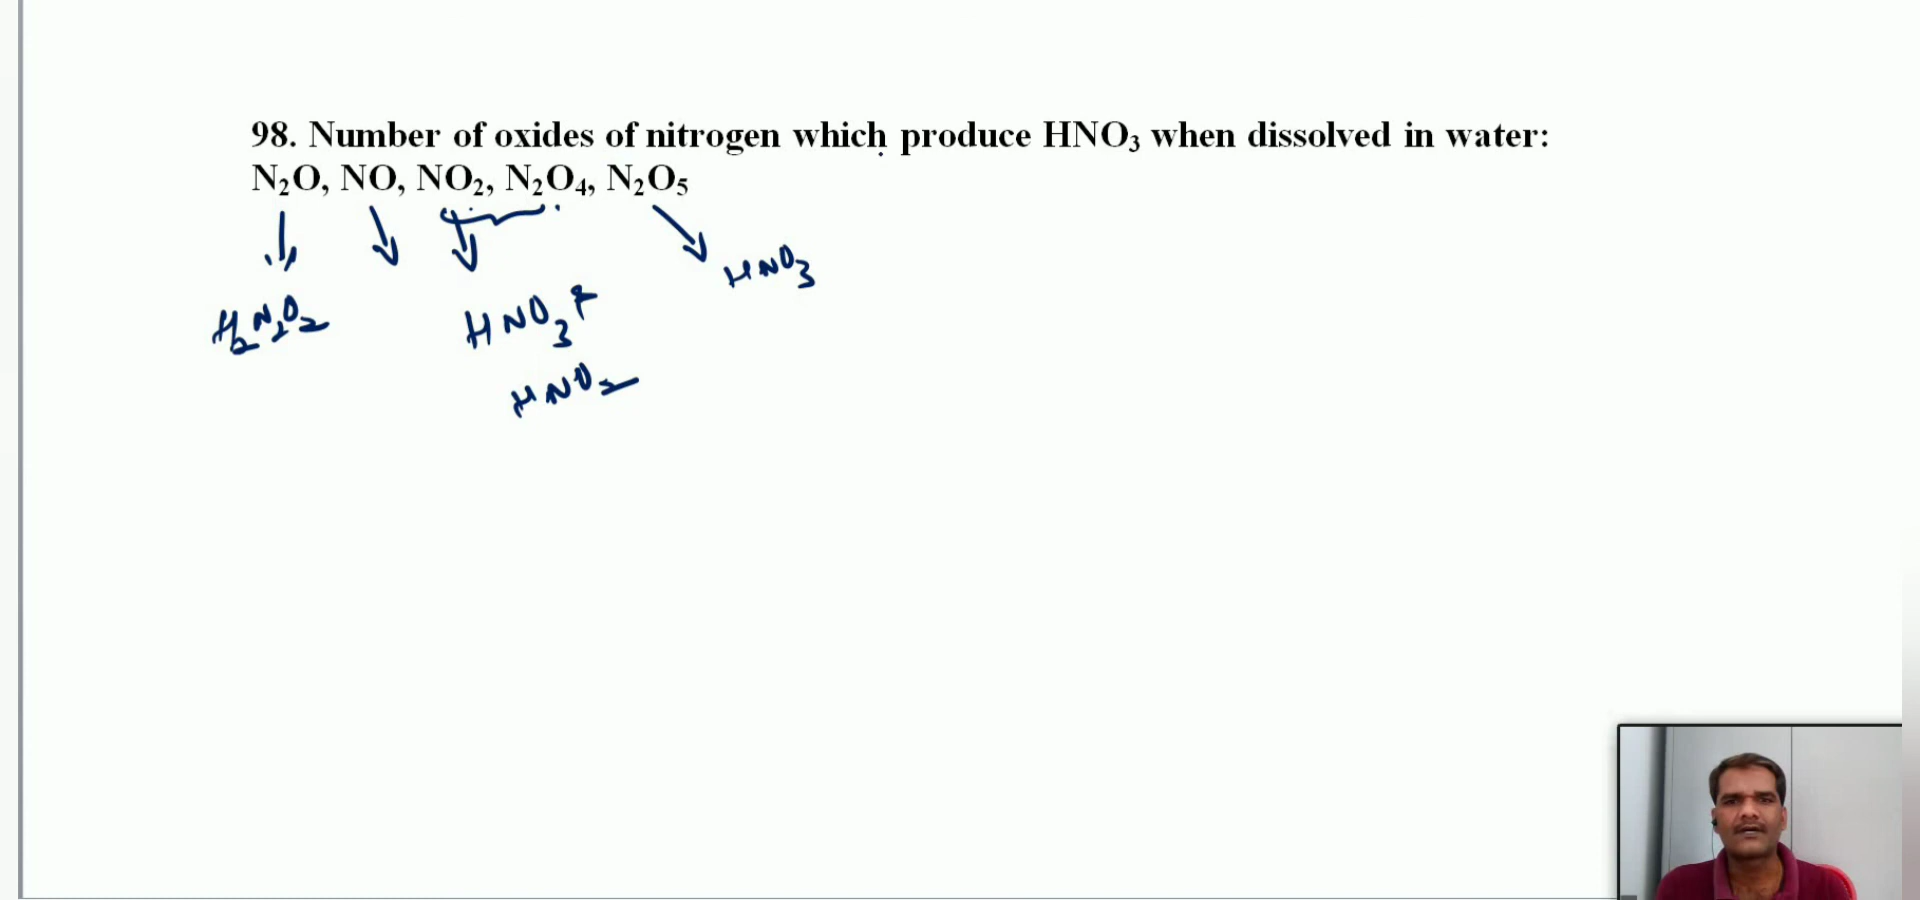 98. Number of oxides of nitrogen which produce HNO₃ when dissolved in water:
N₂O, NO, NO₂, N₂O₄, N₂O₅
HNO₃
H₂N₂O₂
HNO₃ +
HNO₂